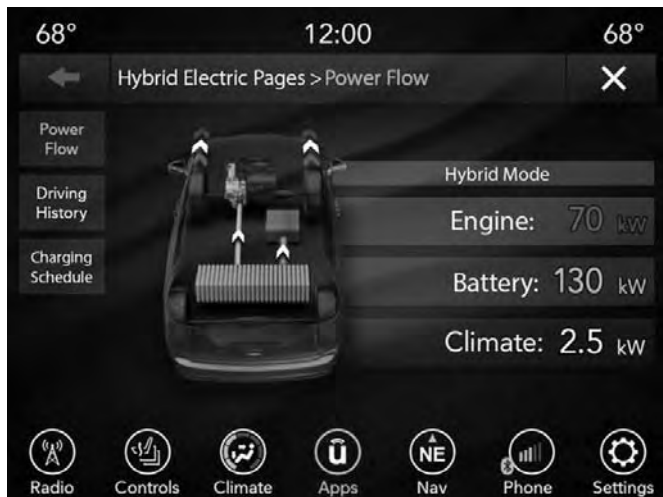 68° 12:00 68°
Hybrid Electric Pages > Power Flow
Power
Flow
Driving
History
Charging
Schedule
Hybrid Mode
Engine: 70 kW
Battery: 130 kW
Climate: 2.5 kW
NE
Radio Controls Climate Apps Nav Phone Settings